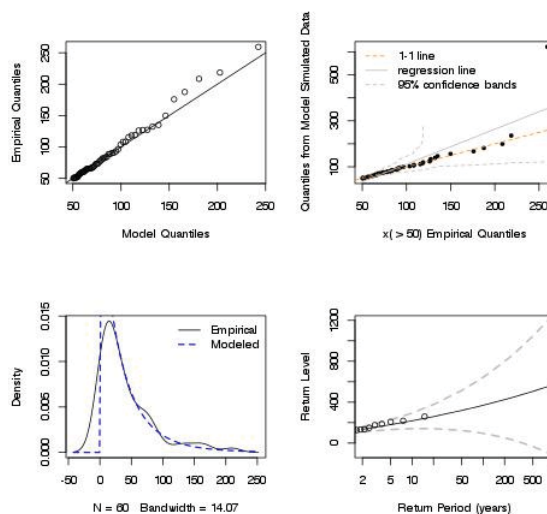 Empirical Quantiles
250
200
150
100
50
50 100 150 200 250
Model Quantiles
Quantiles from Model Simulated Data
500
300
100
1-1 line
regression line
95% confidence bands
50 100 150 200 250
x( > 50) Empirical Quantiles
Density
0.015
0.010
0.005
0.000
Empirical
Modeled
-50 0 50 100 150 200 250
N = 60 Bandwidth = 14.07
Return Level
1200
800
400
0
2 5 10 50 100 500
Return Period (years)